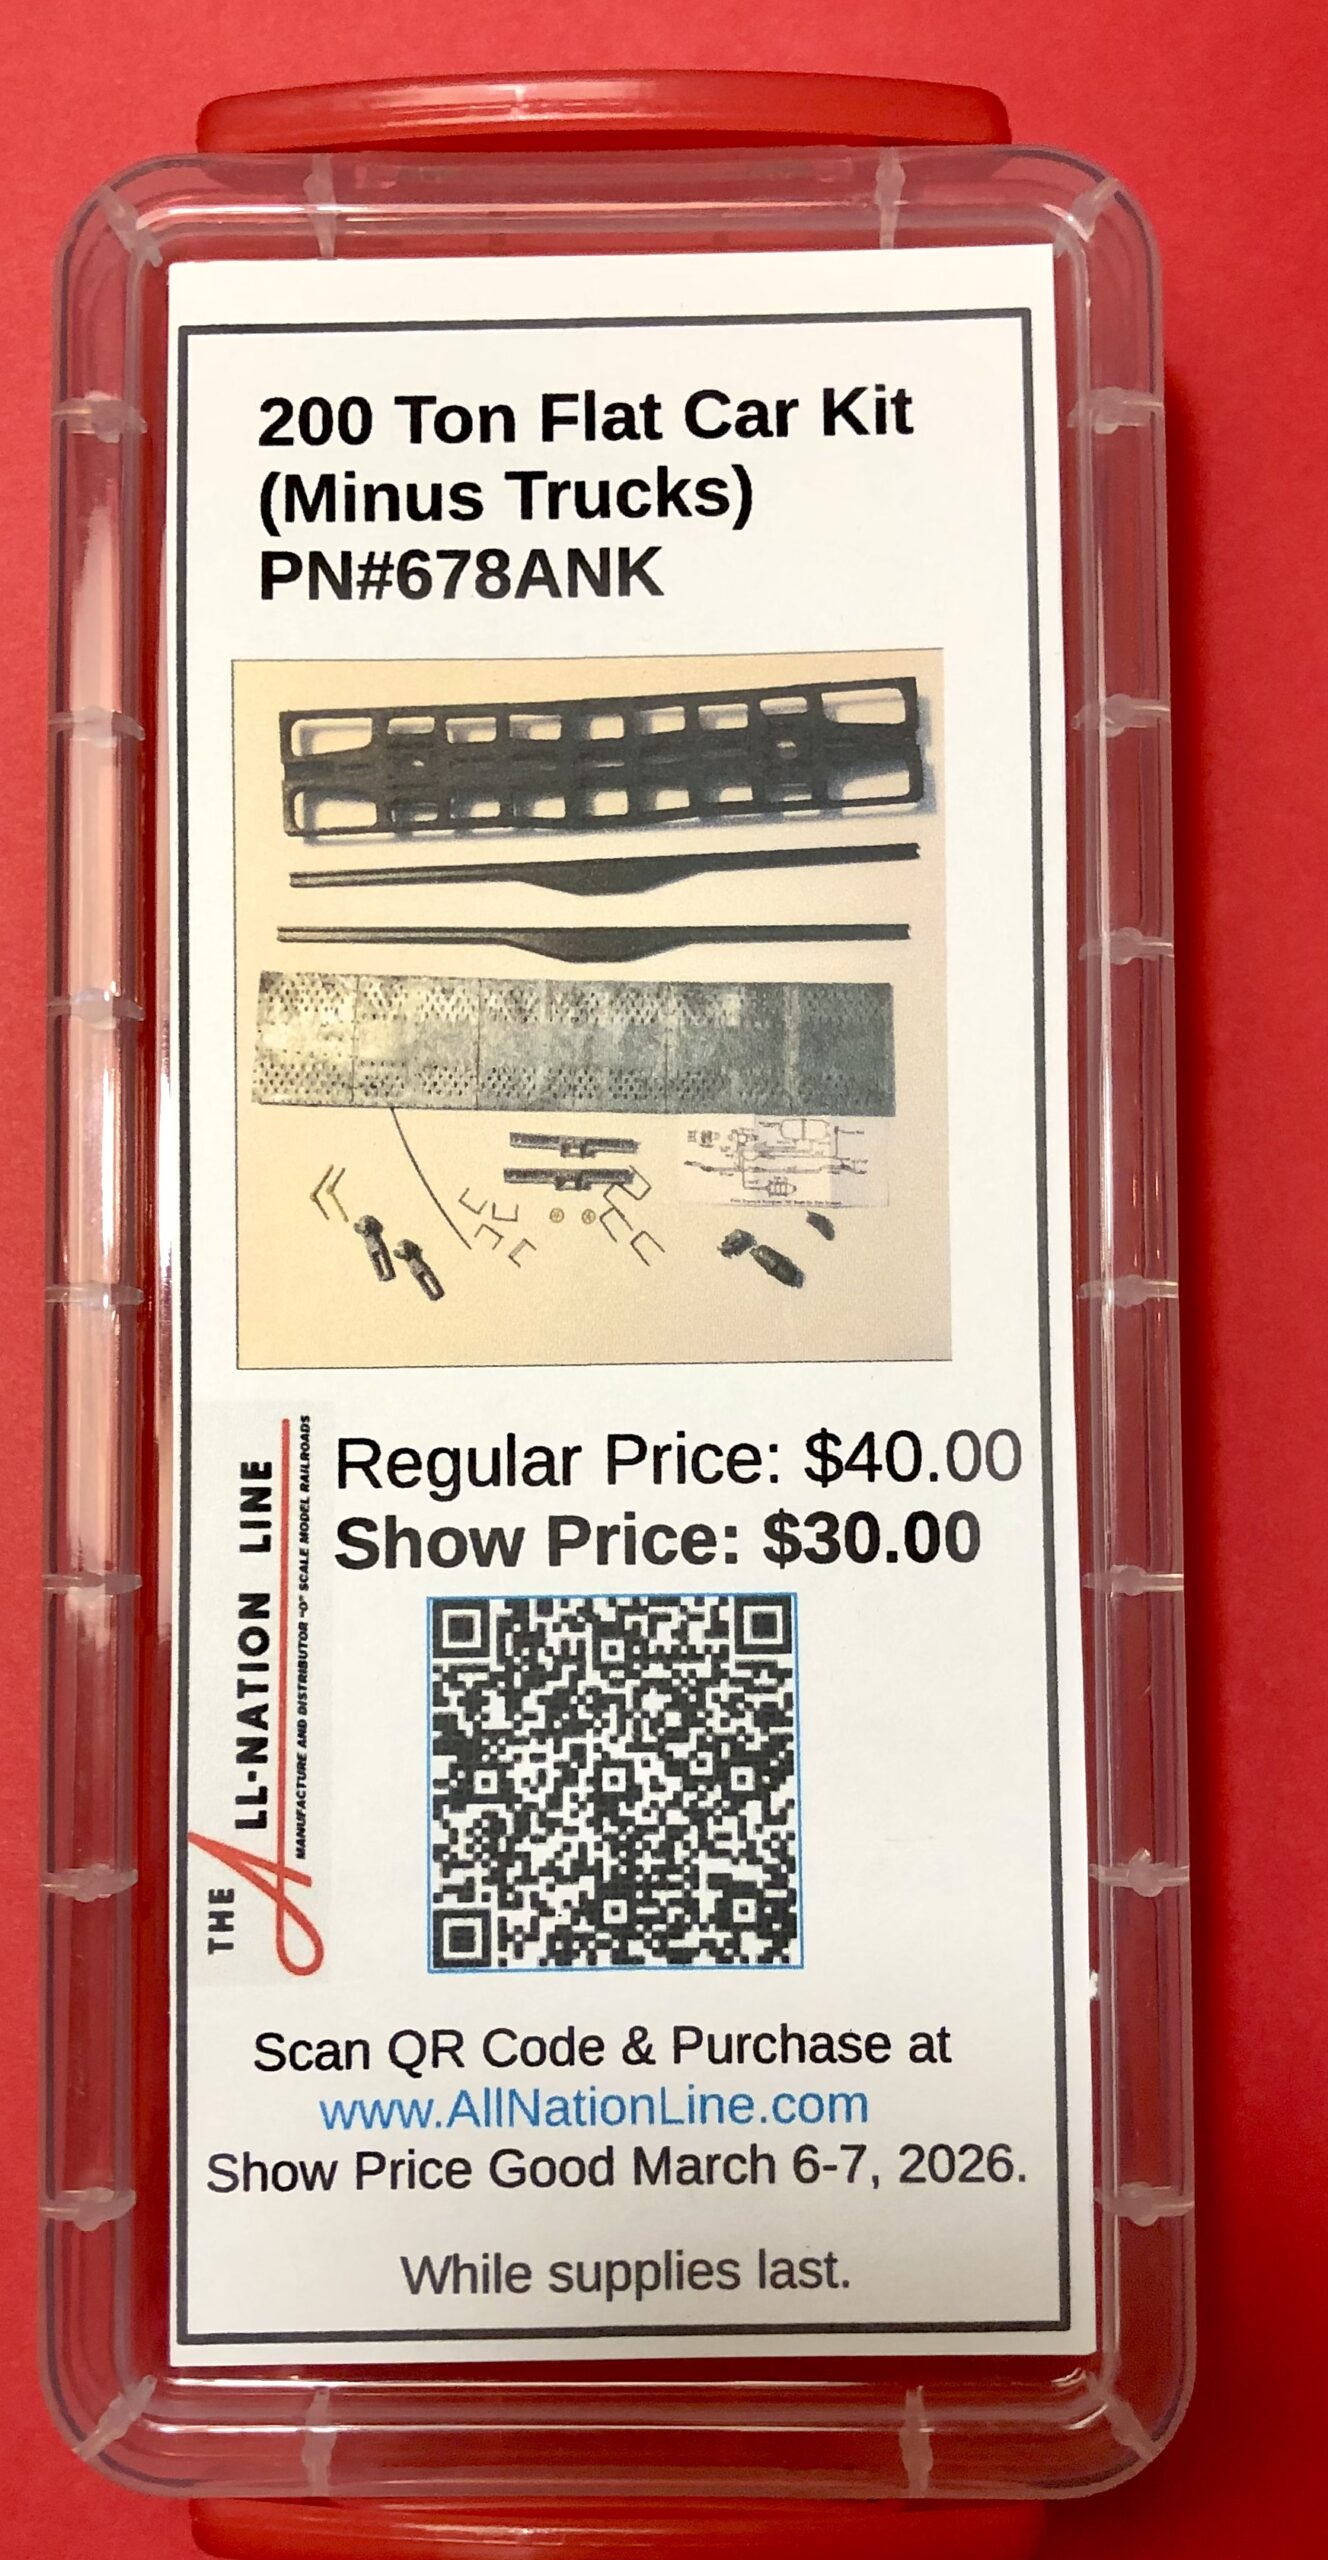 200 Ton Flat Car Kit
(Minus Trucks)
PN#678ANK
THE ALL-NATION LINE
MANUFACTURE AND DISTRIBUTOR "O" SCALE MODEL RAILROADS
Regular Price: $40.00
Show Price: $30.00
Scan QR Code & Purchase at
www.AllNationLine.com
Show Price Good March 6-7, 2026.
While supplies last.